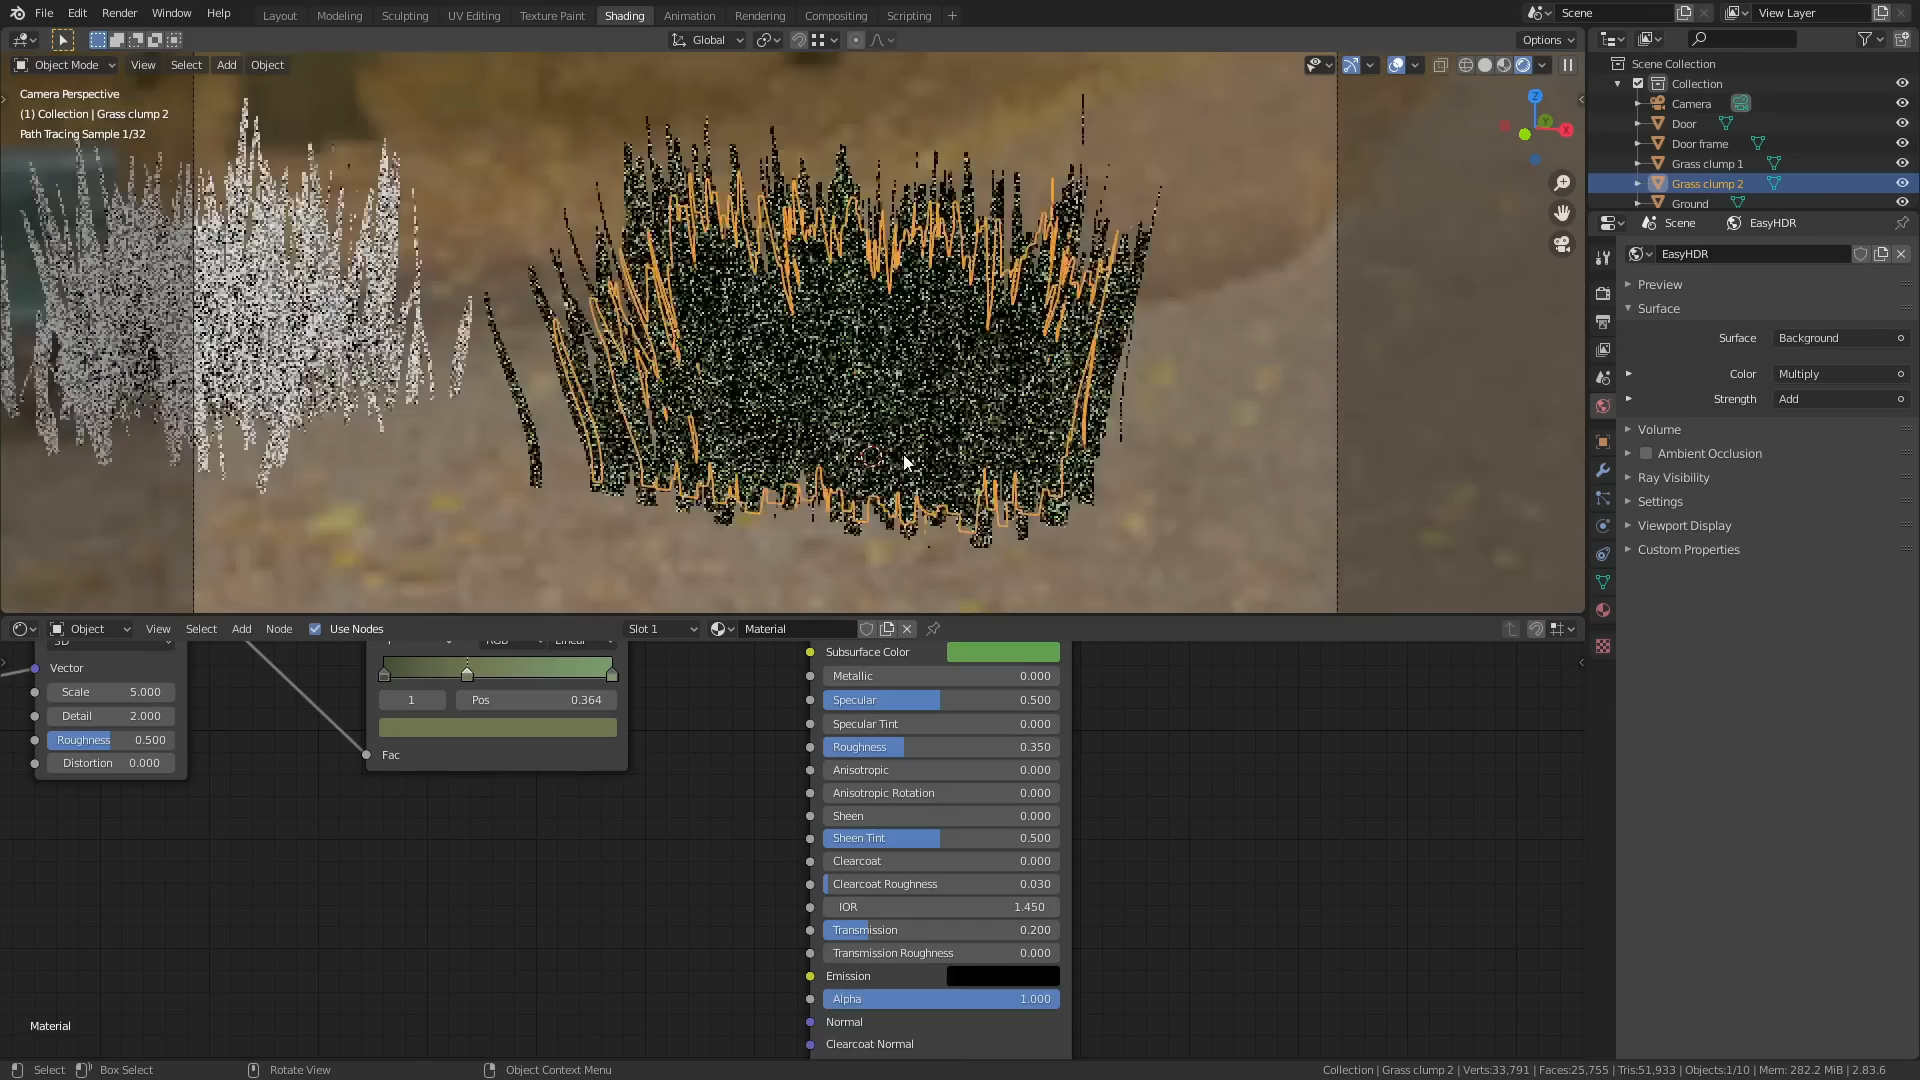 File Edit Render Window Help Layout Modeling Sculpting UV Editing Texture Paint Shading Animation Rendering Compositing Scripting + Scene View Layer
Global Options
Object Mode View Select Add Object
Camera Perspective
(1) Collection | Grass clump 2
Path Tracing Sample 1/32
Z
Y
X
Scene Collection
Collection
Camera
Door
Door frame
Grass clump 1
Grass clump 2
Ground
Scene EasyHDR
EasyHDR
Preview
Surface
Surface Background
Color Multiply
Strength Add
Volume
Ambient Occlusion
Ray Visibility
Settings
Viewport Display
Custom Properties
Object View Select Add Node Use Nodes Slot 1 Material
3D
Vector
Scale 5.000
Detail 2.000
Roughness 0.500
Distortion 0.000
RGB Linear
1 Pos 0.364
Fac
Subsurface Color
Metallic 0.000
Specular 0.500
Specular Tint 0.000
Roughness 0.350
Anisotropic 0.000
Anisotropic Rotation 0.000
Sheen 0.000
Sheen Tint 0.500
Clearcoat 0.000
Clearcoat Roughness 0.030
IOR 1.450
Transmission 0.200
Transmission Roughness 0.000
Emission
Alpha 1.000
Normal
Clearcoat Normal
Material
Select Box Select Rotate View Object Context Menu Collection | Grass clump 2 | Verts:33,791 | Faces:25,755 | Tris:51,933 | Objects:1/10 | Mem: 282.2 MiB | 2.83.6